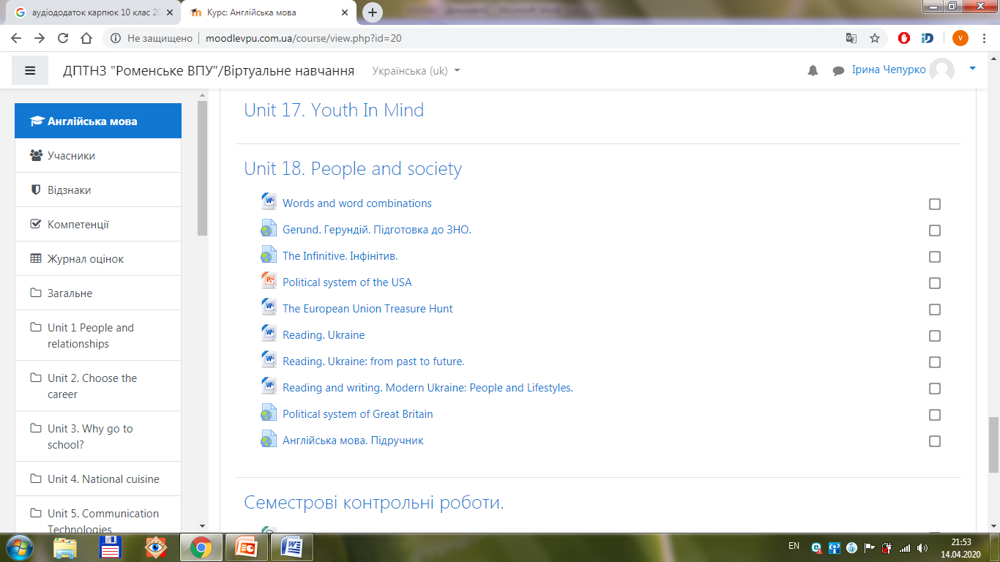 аудіододаток карпюк 10 клас 20
Курс: Англійська мова
Не защищено
moodlevpu.com.ua/course/view.php?id=20
V
ДПТНЗ "Роменське ВПУ"/Віртуальне навчання
Українська (uk)
Ірина Чепурко
Англійська мова
Учасники
Відзнаки
Компетенції
Журнал оцінок
Загальне
Unit 1 People and
relationships
Unit 2. Choose the
career
Unit 3. Why go to
school?
Unit 4. National cuisine
Unit 5. Communication
Technologies
Unit 17. Youth In Mind
Unit 18. People and society
Words and word combinations
Gerund. Герундій. Підготовка до ЗНО.
The Infinitive. Інфінітив.
Political system of the USA
The European Union Treasure Hunt
Reading. Ukraine
Reading. Ukraine: from past to future.
Reading and writing. Modern Ukraine: People and Lifestyles.
Political system of Great Britain
Англійська мова. Підручник
Семестрові контрольні роботи.
EN
21:53
14.04.2020